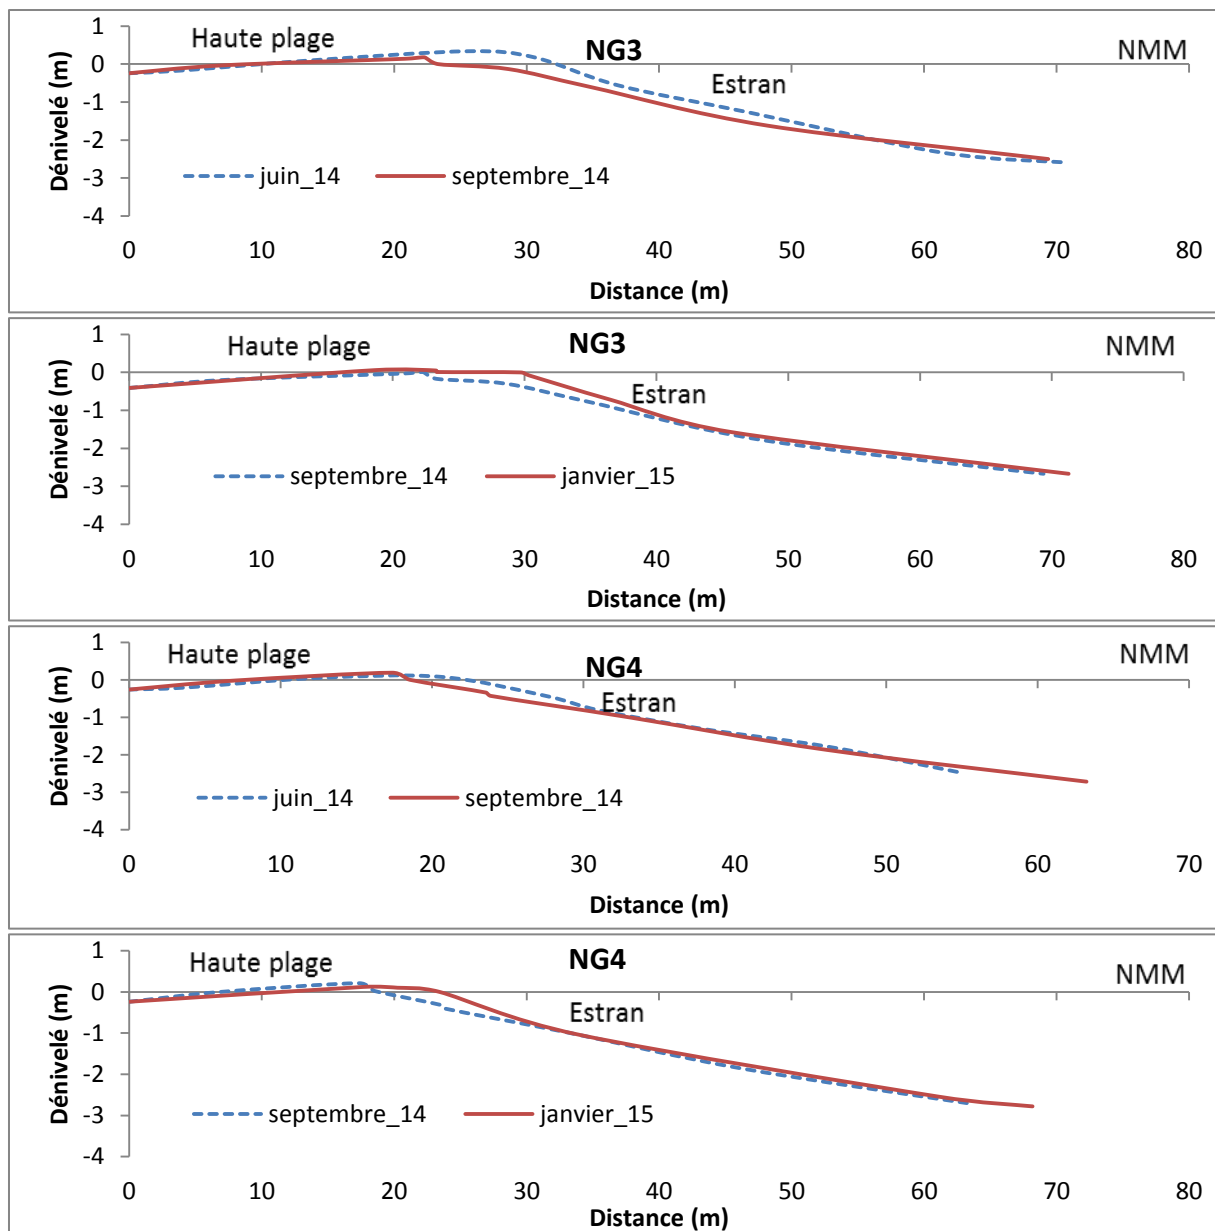 Haute plage
NG3
NMM
Estran
Dénivelé (m)
1
0
-1
-2
-3
-4
juin_14
septembre_14
0 10 20 30 40 50 60 70 80
Distance (m)
Haute plage
NG3
NMM
Estran
Dénivelé (m)
1
0
-1
-2
-3
-4
septembre_14
janvier_15
0 10 20 30 40 50 60 70 80
Distance (m)
Haute plage
NG4
NMM
Estran
Dénivelé (m)
1
0
-1
-2
-3
-4
juin_14
septembre_14
0 10 20 30 40 50 60 70
Distance (m)
Haute plage
NG4
NMM
Estran
Dénivelé (m)
1
0
-1
-2
-3
-4
septembre_14
janvier_15
0 10 20 30 40 50 60 70 80
Distance (m)